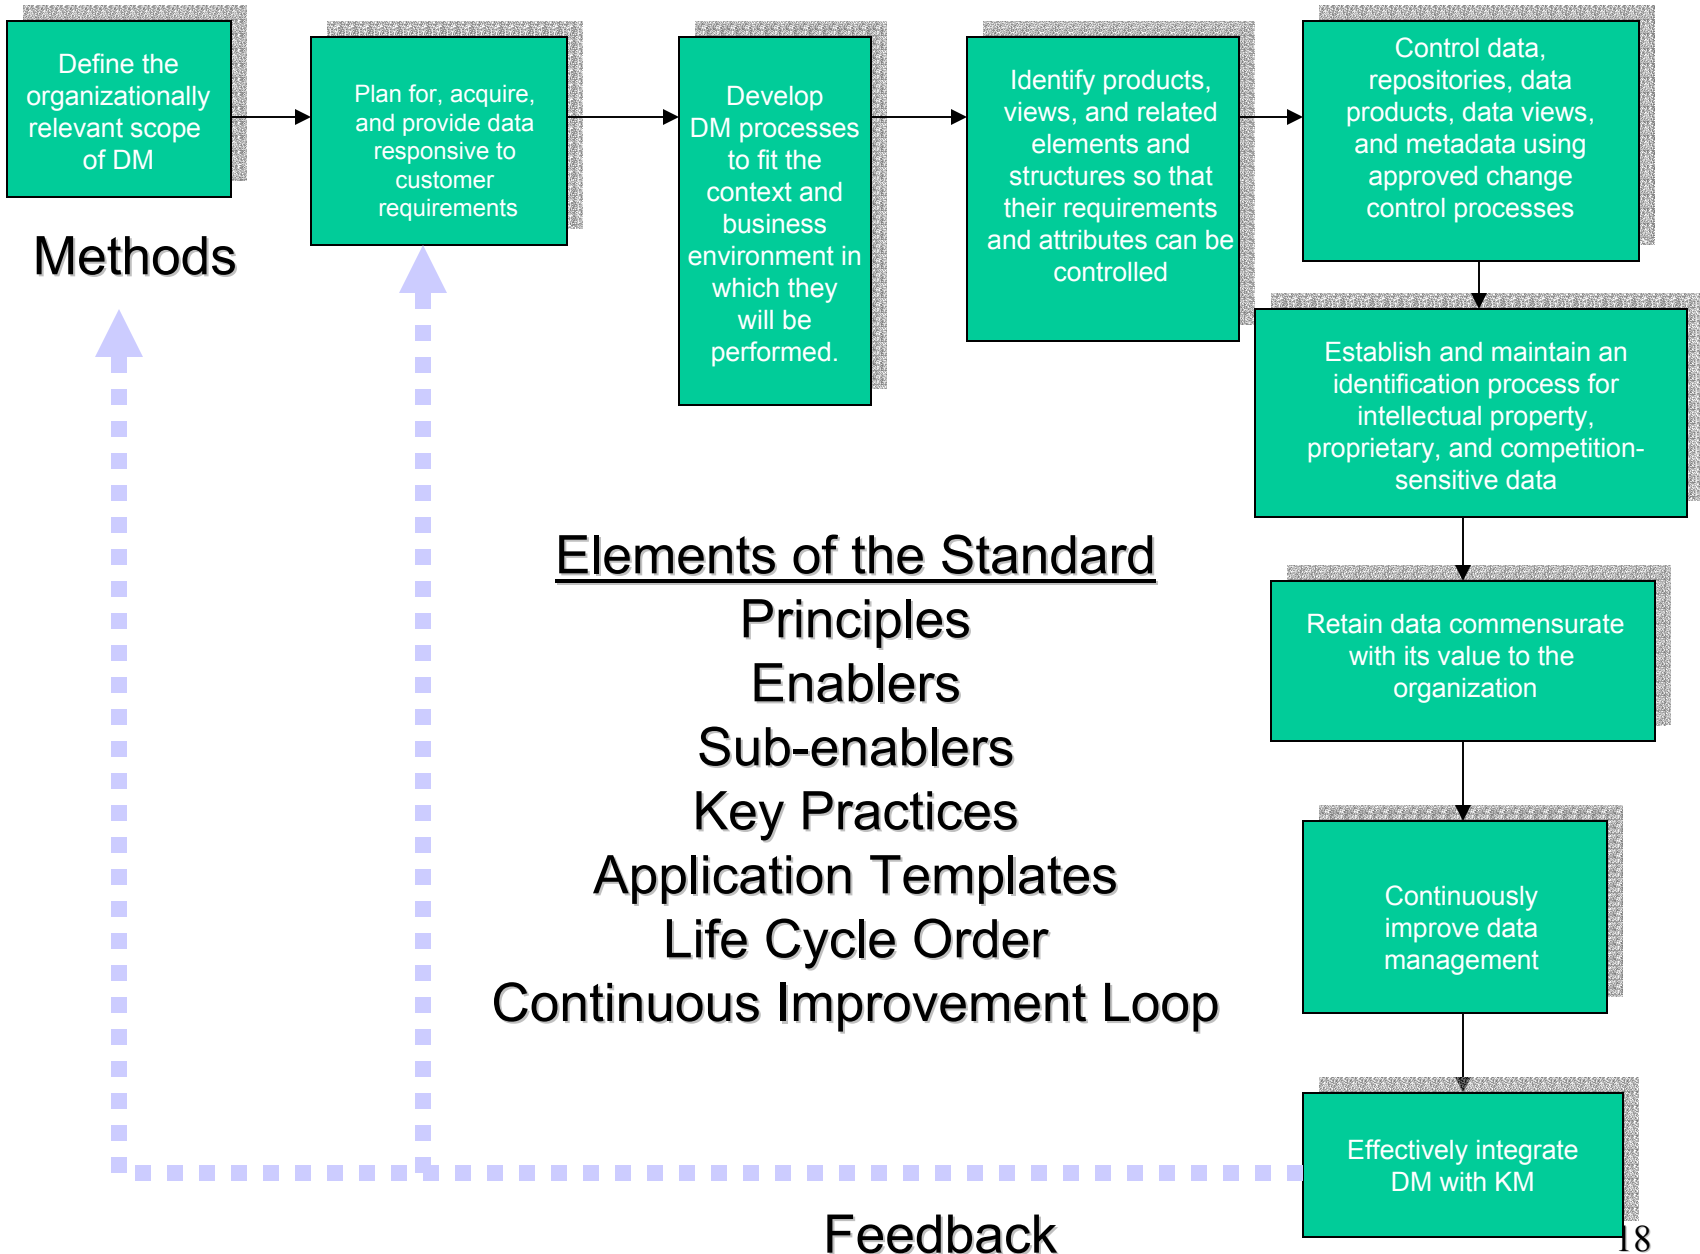 Define the
organizationally
relevant scope
of DM
Plan for, acquire,
and provide data
responsive to
customer
requirements
Develop
DM processes
to fit the
context and
business
environment in
which they
will be
performed.
Identify products,
views, and related
elements and
structures so that
their requirements
and attributes can be
controlled
Control data,
repositories, data
products, data views,
and metadata using
approved change
control processes
Methods
Establish and maintain an
identification process for
intellectual property,
proprietary, and competition-
sensitive data
Elements of the Standard
Principles
Enablers
Sub-enablers
Key Practices
Application Templates
Life Cycle Order
Continuous Improvement Loop
Retain data commensurate
with its value to the
organization
Continuously
improve data
management
Effectively integrate
DM with KM
Feedback
18